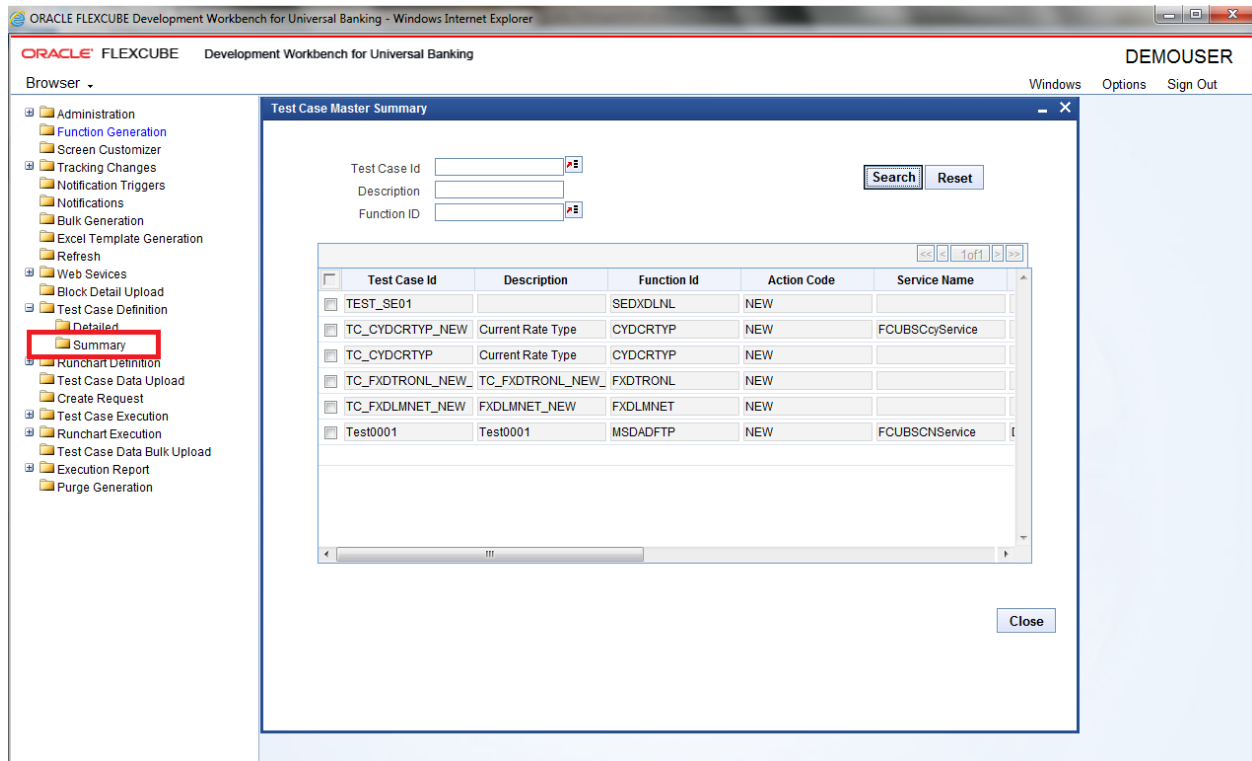 ORACLE FLEXCUBE Development Workbench for Universal Banking - Windows Internet Explorer
ORACLE FLEXCUBE Development Workbench for Universal Banking
DEMOUSER
Browser
Windows Options Sign Out
Administration
Function Generation
Screen Customizer
Tracking Changes
Notification Triggers
Notifications
Bulk Generation
Excel Template Generation
Refresh
Web Sevices
Block Detail Upload
Test Case Definition
Detailed
Summary
Runchart Definition
Test Case Data Upload
Create Request
Test Case Execution
Runchart Execution
Test Case Data Bulk Upload
Execution Report
Purge Generation
Test Case Master Summary
Test Case Id
Description
Function ID
Search Reset
<< < 1of1 > >>
Test Case Id Description Function Id Action Code Service Name
TEST_SE01 SEDXDLNL NEW
TC_CYDCRTYP_NEW Current Rate Type CYDCRTYP NEW FCUBSCcyService
TC_CYDCRTYP Current Rate Type CYDCRTYP NEW
TC_FXDTRONL_NEW_ TC_FXDTRONL_NEW_ FXDTRONL NEW
TC_FXDLMNET_NEW FXDLMNET_NEW FXDLMNET NEW
Test0001 Test0001 MSDADFTP NEW FCUBSCNService
Close